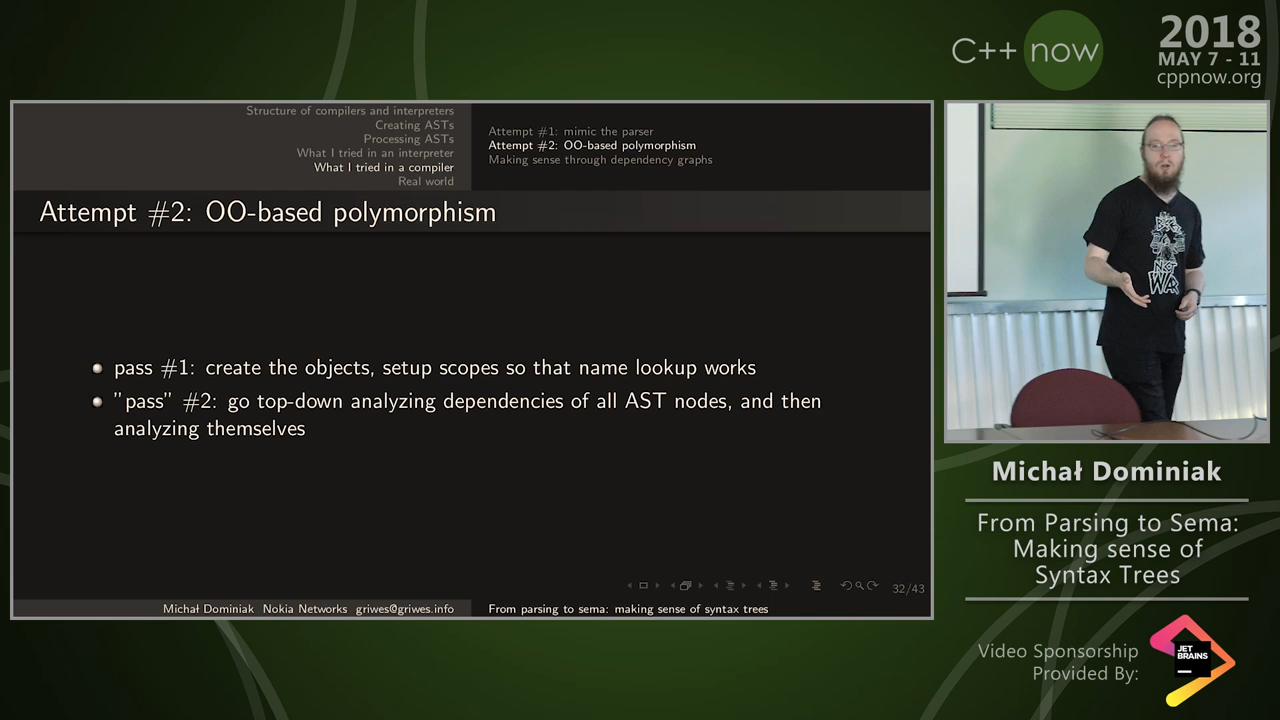 C++ now
2018
MAY 7 - 11
cppnow.org
Structure of compilers and interpreters
Creating ASTs
Processing ASTs
What I tried in an interpreter
What I tried in a compiler
Real world
Attempt #1: mimic the parser
Attempt #2: OO-based polymorphism
Making sense through dependency graphs
Attempt #2: OO-based polymorphism
pass #1: create the objects, setup scopes so that name lookup works
"pass" #2: go top-down analyzing dependencies of all AST nodes, and then
analyzing themselves
32/43
Michał Dominiak Nokia Networks griwes@griwes.info
From parsing to sema: making sense of syntax trees
NOT
WAR
Michał Dominiak
From Parsing to Sema:
Making sense of
Syntax Trees
Video Sponsorship
Provided By:
JET
BRAINS